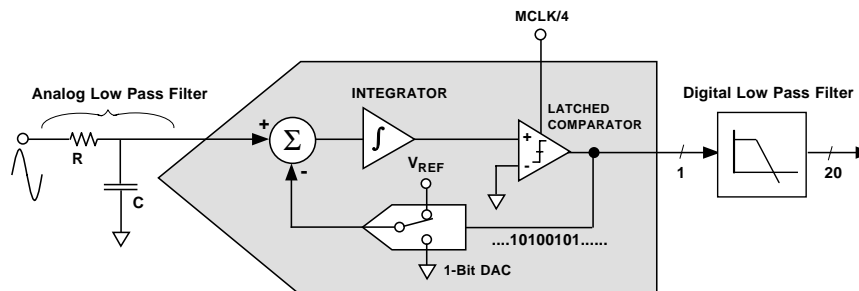 MCLK/4
Analog Low Pass Filter
INTEGRATOR
LATCHED
COMPARATOR
Digital Low Pass Filter
+
Σ
-
∫
+
-
R
C
VREF
1
20
....10100101......
1-Bit DAC